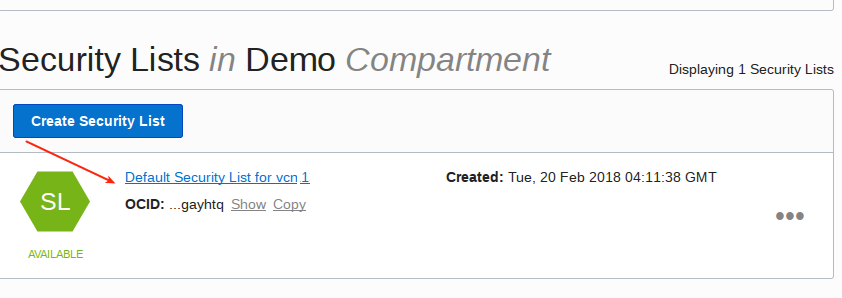 Security Lists in Demo Compartment
Displaying 1 Security Lists
Create Security List
SL
Default Security List for vcn 1
Created: Tue, 20 Feb 2018 04:11:38 GMT
OCID: ...gayhtq Show Copy
AVAILABLE